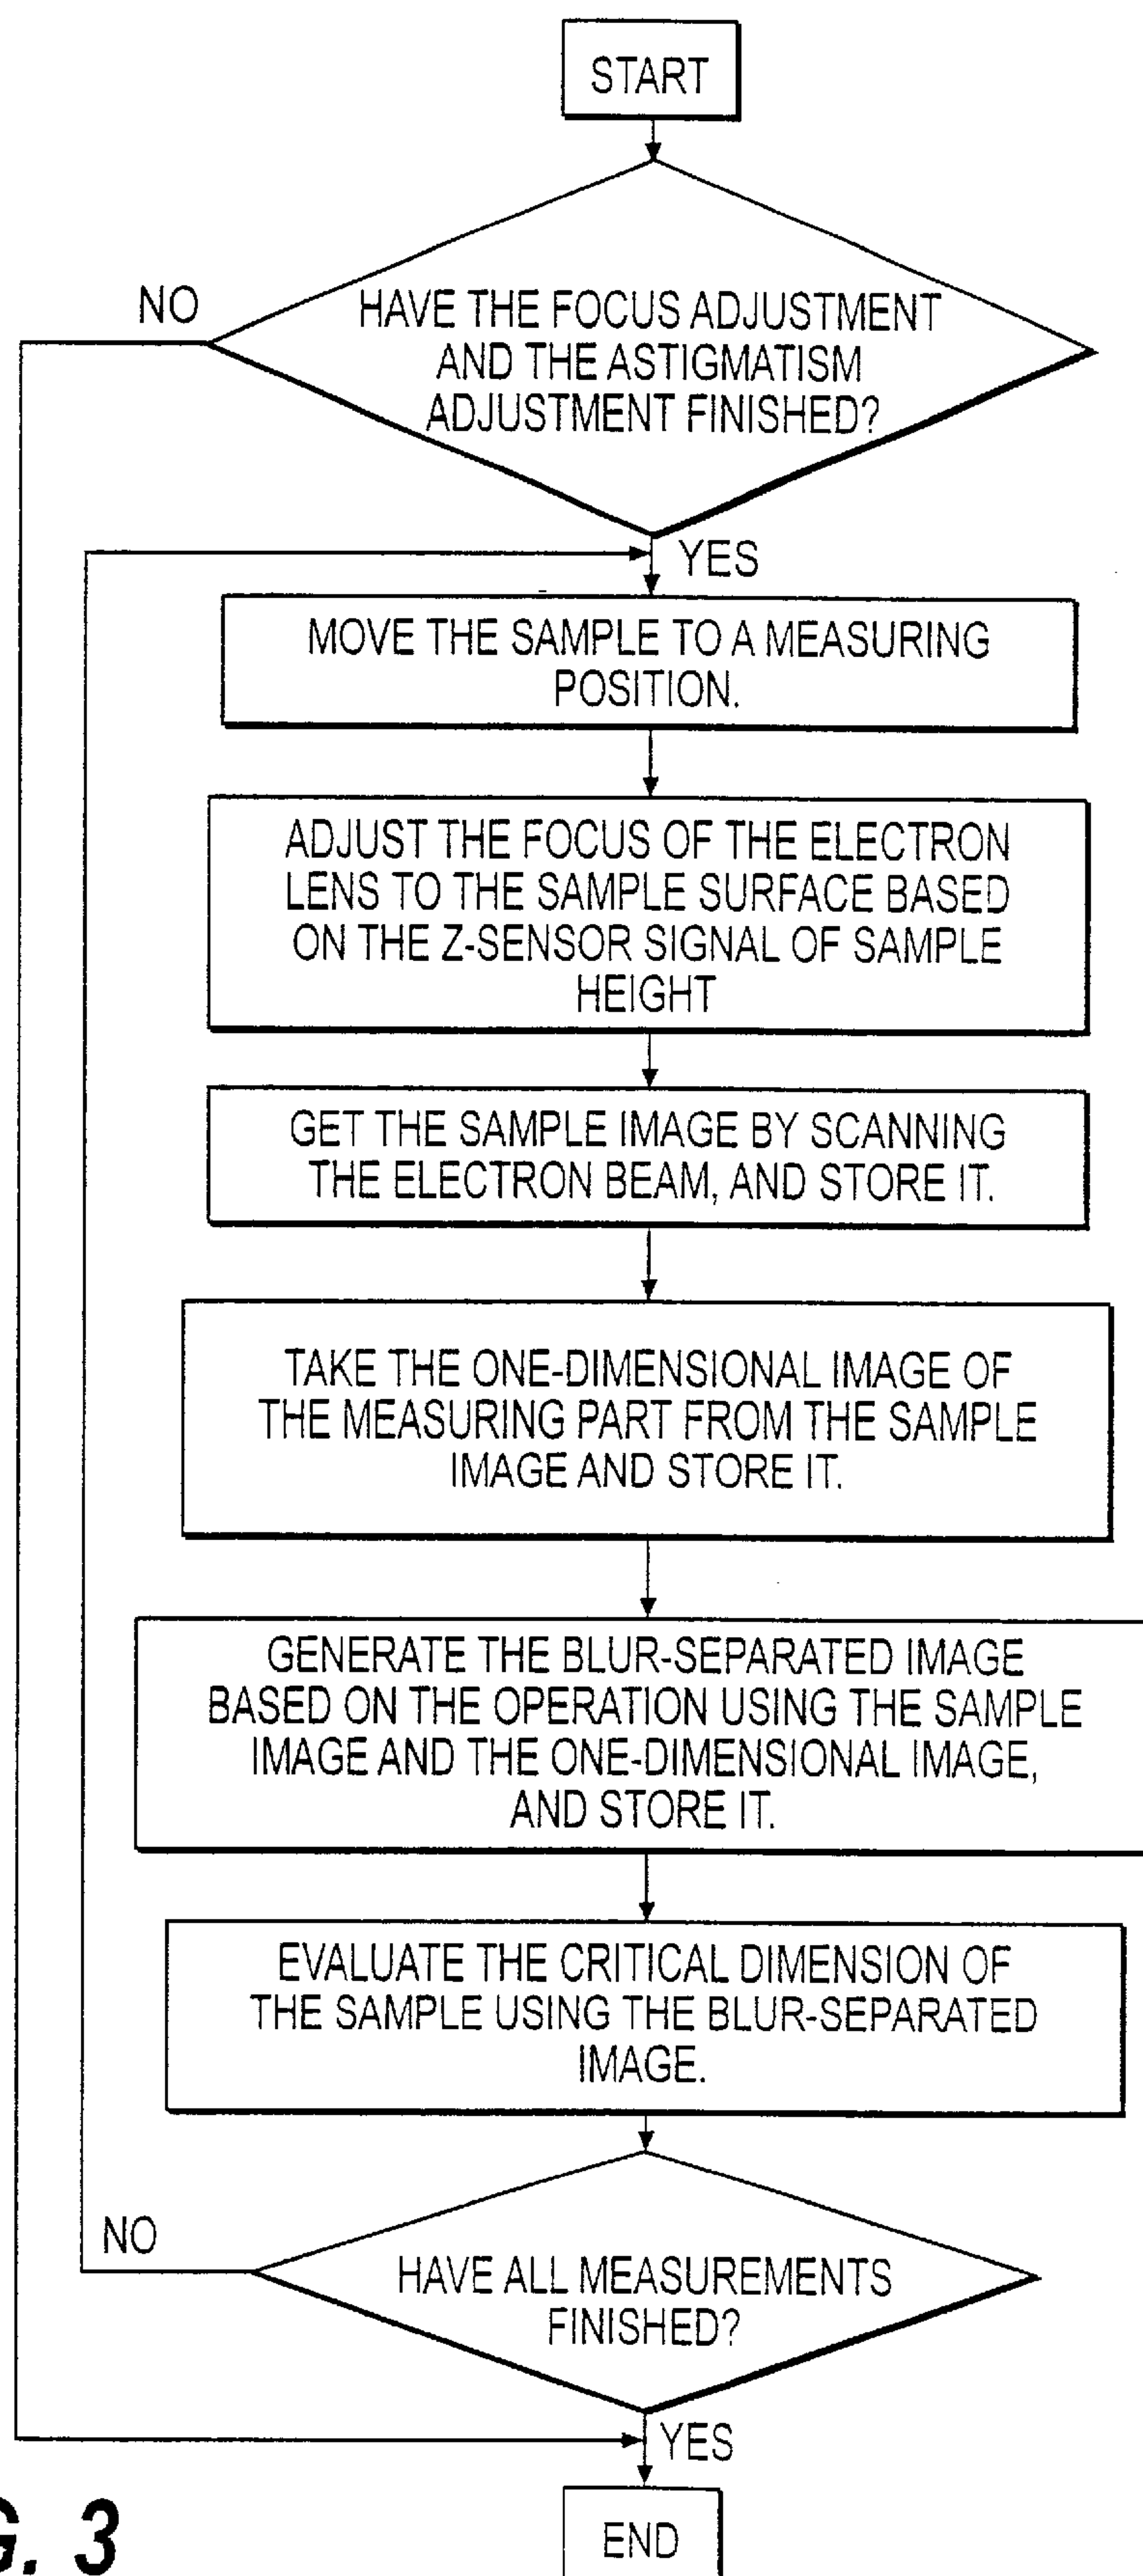 START
NO
HAVE THE FOCUS ADJUSTMENT
AND THE ASTIGMATISM
ADJUSTMENT FINISHED?
YES
MOVE THE SAMPLE TO A MEASURING
POSITION.
ADJUST THE FOCUS OF THE ELECTRON
LENS TO THE SAMPLE SURFACE BASED
ON THE Z-SENSOR SIGNAL OF SAMPLE
HEIGHT
GET THE SAMPLE IMAGE BY SCANNING
THE ELECTRON BEAM, AND STORE IT.
TAKE THE ONE-DIMENSIONAL IMAGE OF
THE MEASURING PART FROM THE SAMPLE
IMAGE AND STORE IT.
GENERATE THE BLUR-SEPARATED IMAGE
BASED ON THE OPERATION USING THE SAMPLE
IMAGE AND THE ONE-DIMENSIONAL IMAGE,
AND STORE IT.
EVALUATE THE CRITICAL DIMENSION OF
THE SAMPLE USING THE BLUR-SEPARATED
IMAGE.
NO
HAVE ALL MEASUREMENTS
FINISHED?
YES
END
G. 3